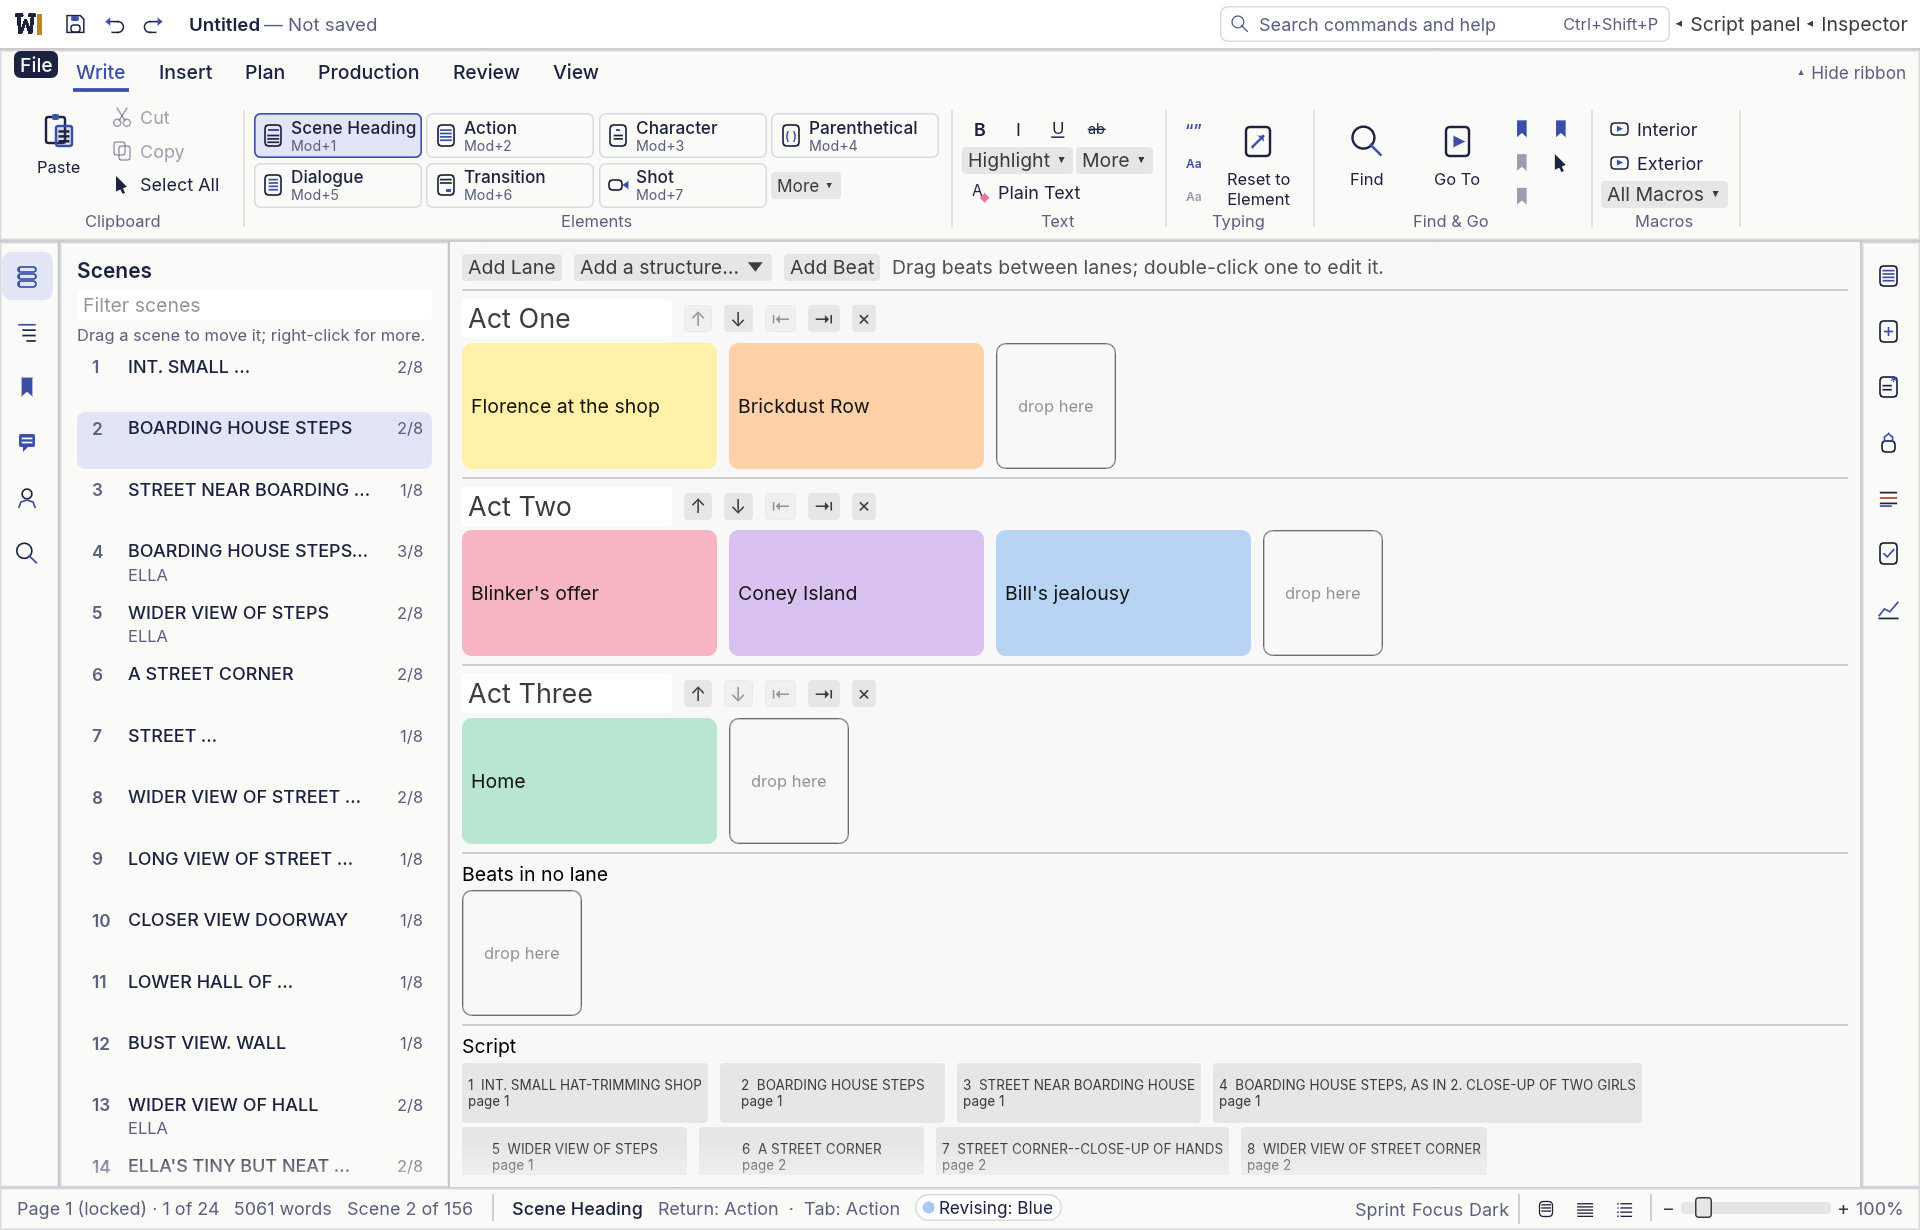 Untitled — Not saved
Search commands and help Ctrl+Shift+P
Script panel
Inspector
File
Write
Insert
Plan
Production
Review
View
Hide ribbon
Paste
Cut
Copy
Select All
Clipboard
Scene Heading
Mod+1
Action
Mod+2
Character
Mod+3
Parenthetical
Mod+4
Dialogue
Mod+5
Transition
Mod+6
Shot
Mod+7
More
Elements
B I U ab
Highlight
More
Plain Text
Text
“”
Aa
Aa
Reset to
Element
Typing
Find
Go To
Find & Go
Interior
Exterior
All Macros
Macros
Scenes
Filter scenes
Drag a scene to move it; right-click for more.
1 INT. SMALL ... 2/8
2 BOARDING HOUSE STEPS 2/8
3 STREET NEAR BOARDING ... 1/8
4 BOARDING HOUSE STEPS... 3/8
ELLA
5 WIDER VIEW OF STEPS 2/8
ELLA
6 A STREET CORNER 2/8
7 STREET ... 1/8
8 WIDER VIEW OF STREET ... 2/8
9 LONG VIEW OF STREET ... 1/8
10 CLOSER VIEW DOORWAY 1/8
11 LOWER HALL OF ... 1/8
12 BUST VIEW. WALL 1/8
13 WIDER VIEW OF HALL 2/8
ELLA
14 ELLA'S TINY BUT NEAT ... 2/8
Add Lane
Add a structure...
Add Beat
Drag beats between lanes; double-click one to edit it.
Act One
Florence at the shop
Brickdust Row
drop here
Act Two
Blinker's offer
Coney Island
Bill's jealousy
drop here
Act Three
Home
drop here
Beats in no lane
drop here
Script
1 INT. SMALL HAT-TRIMMING SHOP
page 1
2 BOARDING HOUSE STEPS
page 1
3 STREET NEAR BOARDING HOUSE
page 1
4 BOARDING HOUSE STEPS, AS IN 2. CLOSE-UP OF TWO GIRLS
page 1
5 WIDER VIEW OF STEPS
page 1
6 A STREET CORNER
page 2
7 STREET CORNER--CLOSE-UP OF HANDS
page 2
8 WIDER VIEW OF STREET CORNER
page 2
Page 1 (locked) · 1 of 24
5061 words
Scene 2 of 156
Scene Heading
Return: Action · Tab: Action
Revising: Blue
Sprint Focus Dark
− + 100%